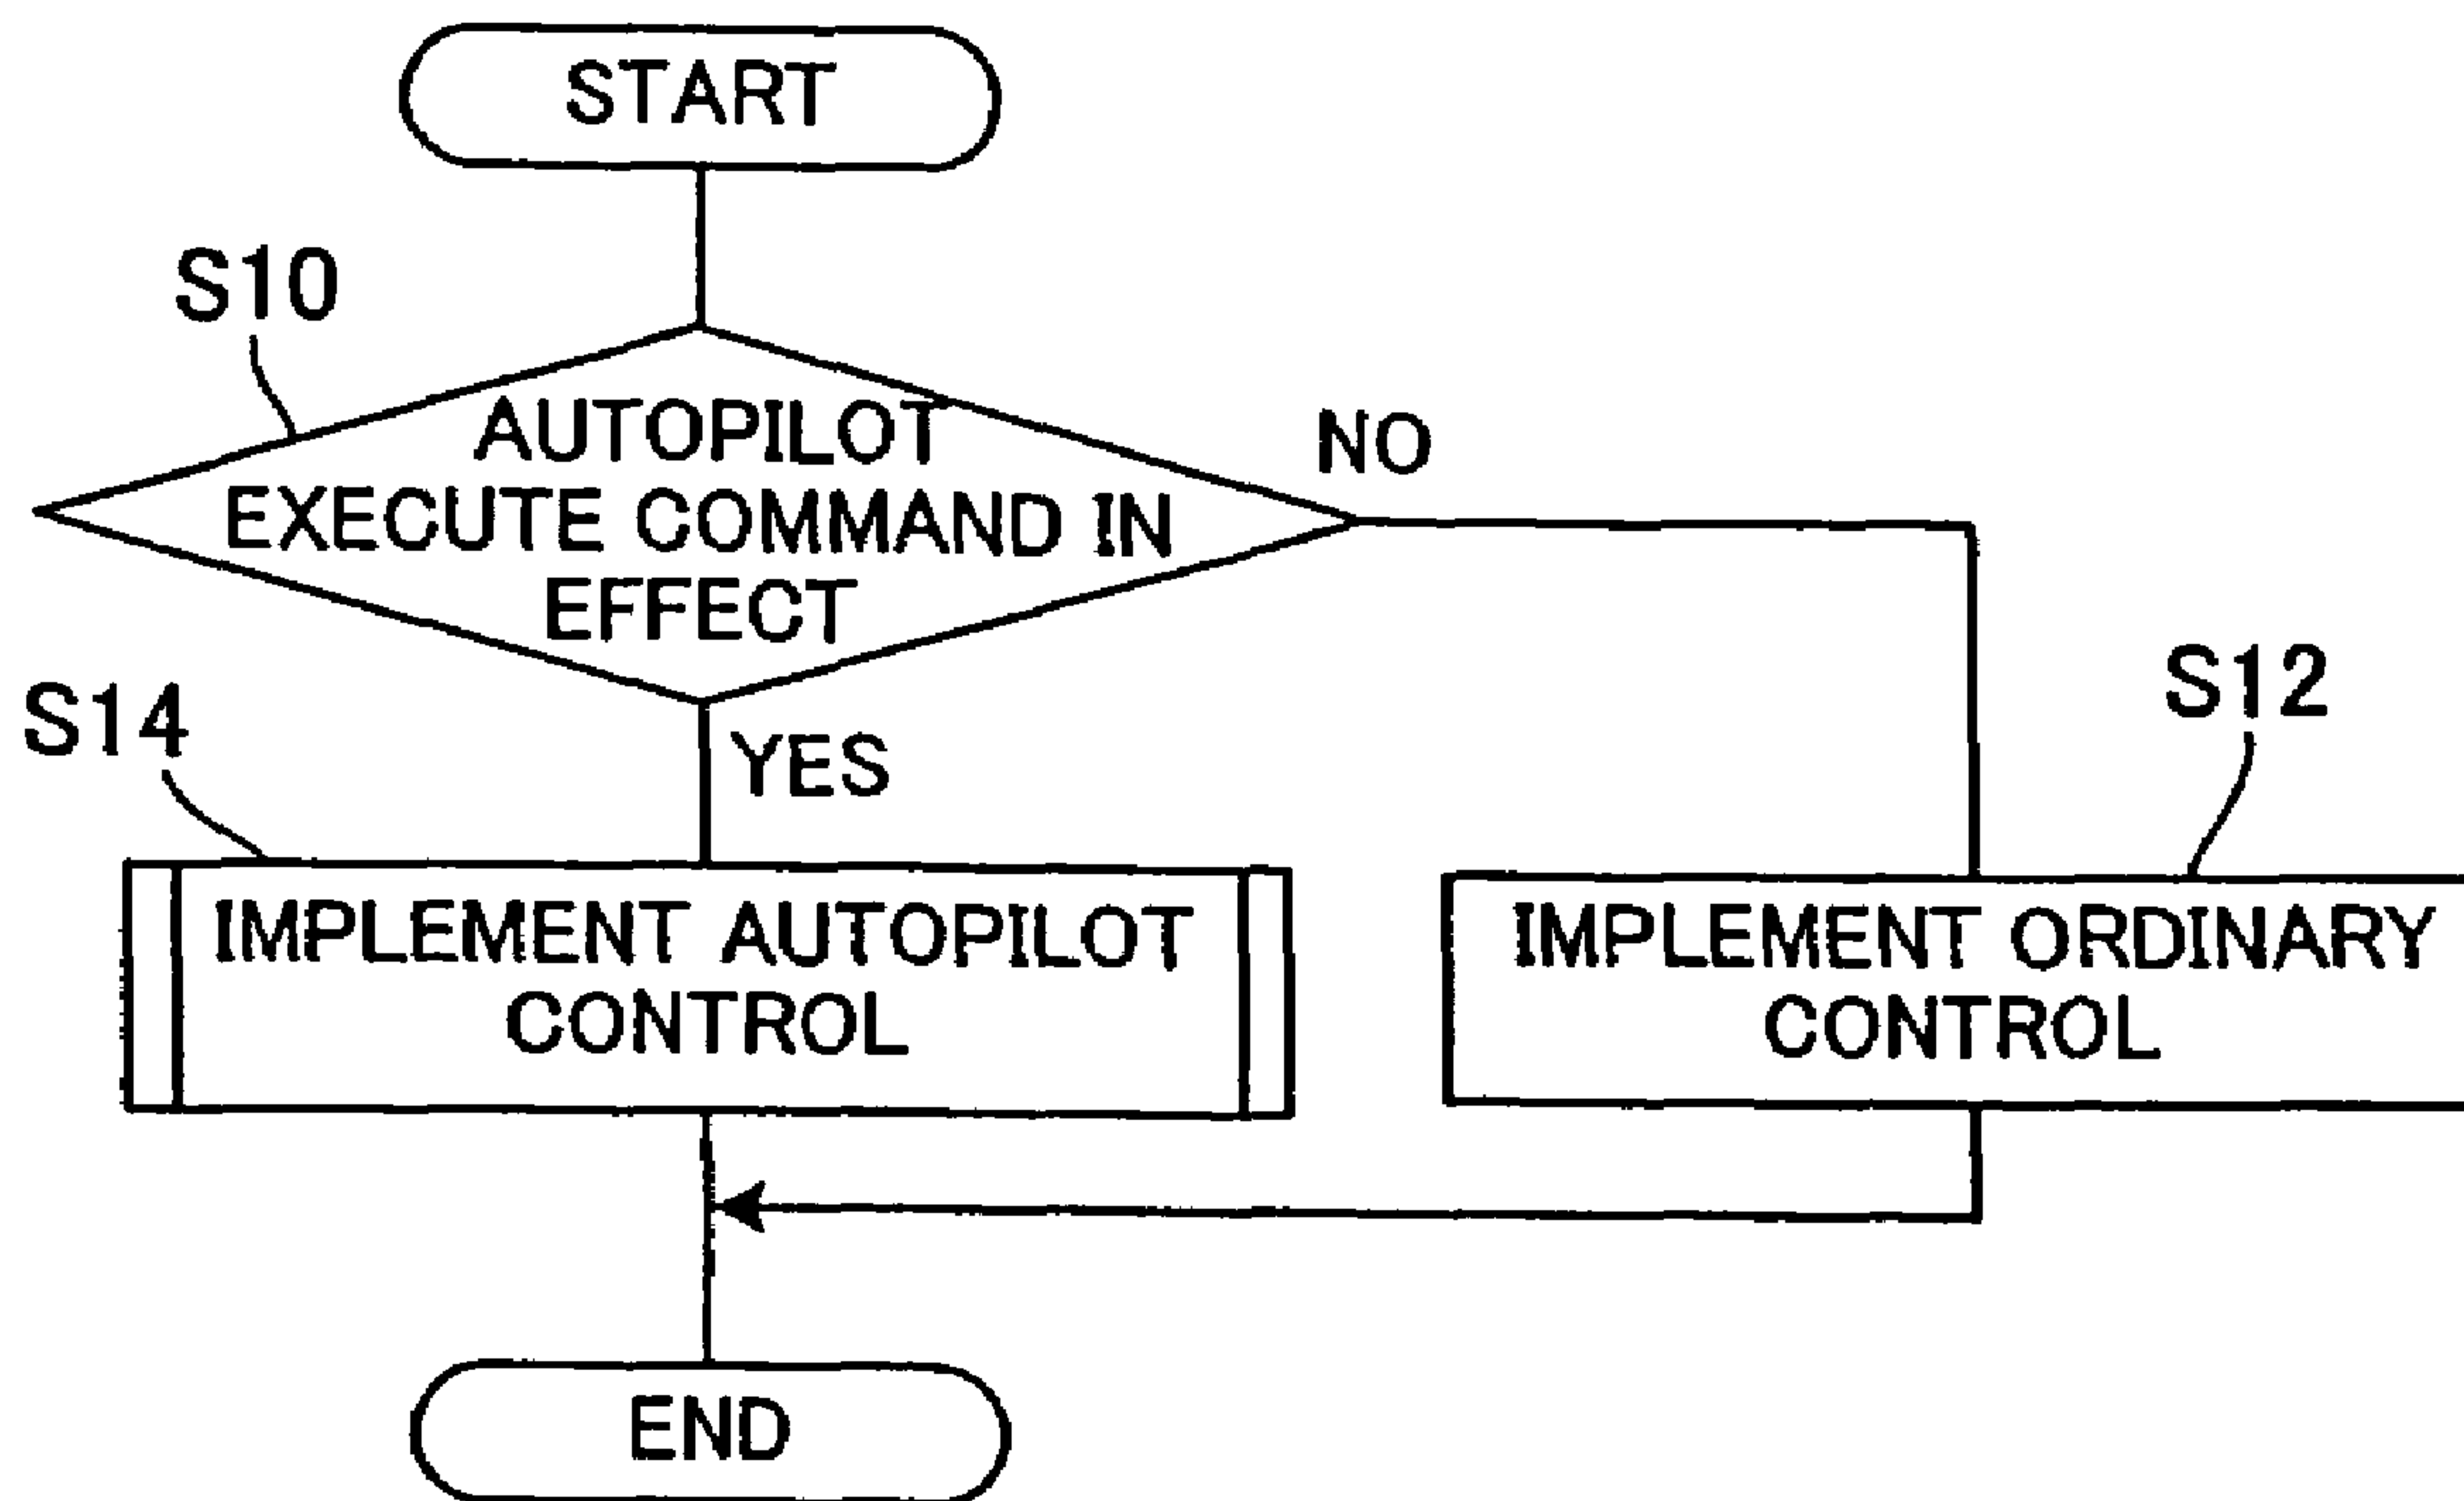 START
S10
AUTOPILOT
EXECUTE COMMAND IN
EFFECT
NO
YES
S14
IMPLEMENT AUTOPILOT
CONTROL
S12
IMPLEMENT ORDINARY
CONTROL
END